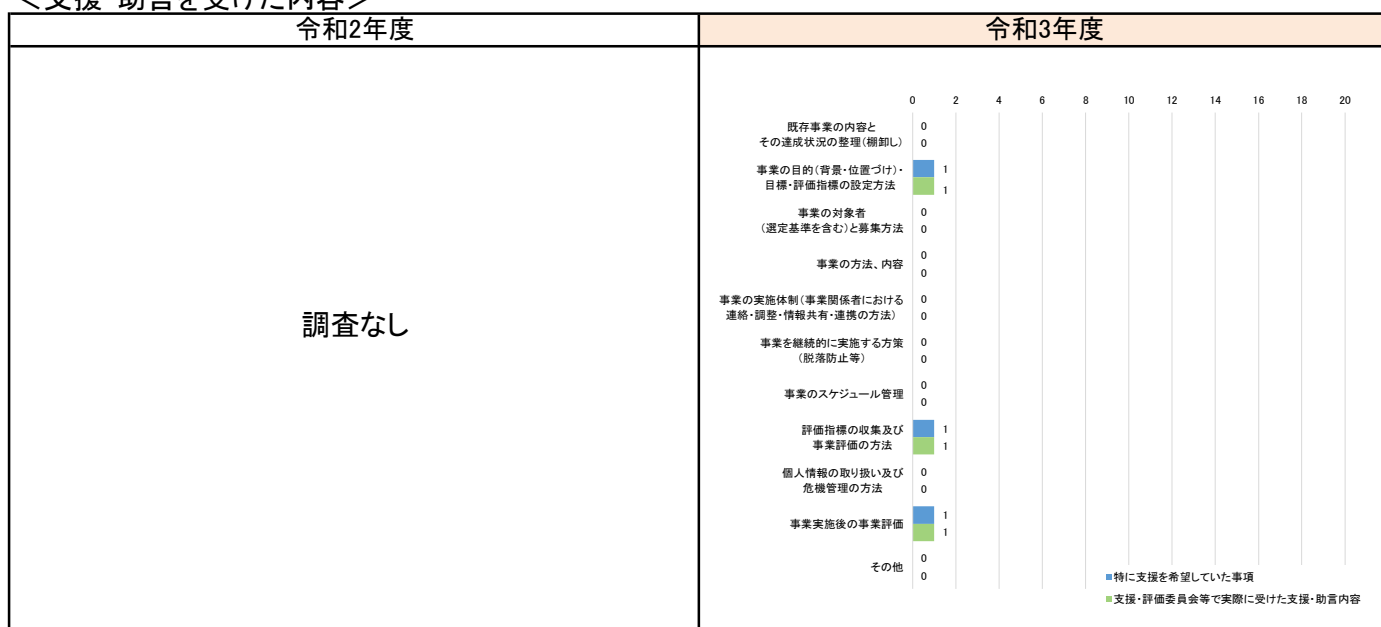 ＜支援・助言を受けた内容＞
令和2年度
令和3年度
調査なし
0 2 4 6 8 10 12 14 16 18 20
既存事業の内容と
その達成状況の整理（棚卸し）
0
0
事業の目的（背景・位置づけ）・
目標・評価指標の設定方法
1
1
事業の対象者
（選定基準を含む）と募集方法
0
0
事業の方法、内容
0
0
事業の実施体制（事業関係者における
連絡・調整・情報共有・連携の方法）
0
0
事業を継続的に実施する方策
（脱落防止等）
0
0
事業のスケジュール管理
0
0
評価指標の収集及び
事業評価の方法
1
1
個人情報の取り扱い及び
危機管理の方法
0
0
事業実施後の事業評価
1
1
その他
0
0
特に支援を希望していた事項
支援・評価委員会等で実際に受けた支援・助言内容